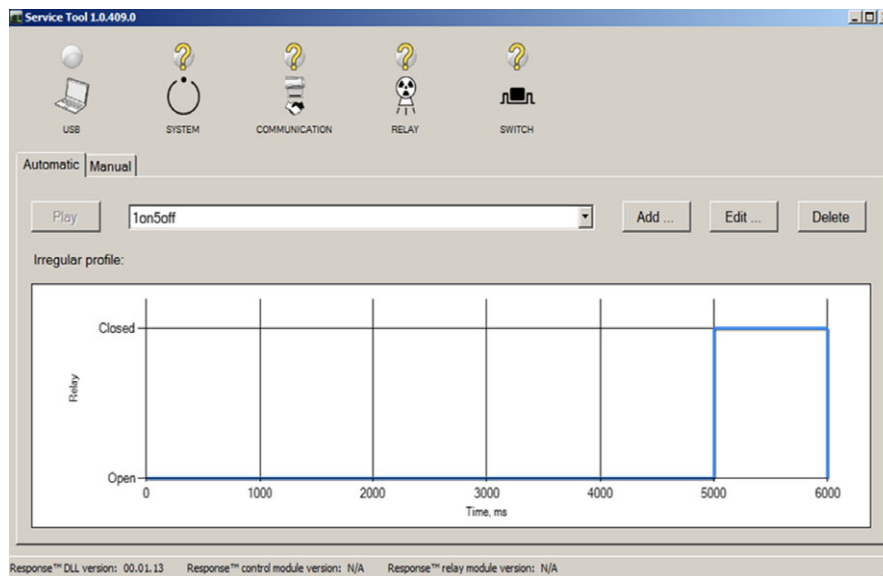 Service Tool 1.0.409.0
USB SYSTEM COMMUNICATION RELAY SWITCH
Automatic Manual
Play 1on5off Add ... Edit ... Delete
Irregular profile:
Closed
Relay
Open
0 1000 2000 3000 4000 5000 6000
Time, ms
Response™ DLL version: 00.01.13 Response™ control module version: N/A Response™ relay module version: N/A